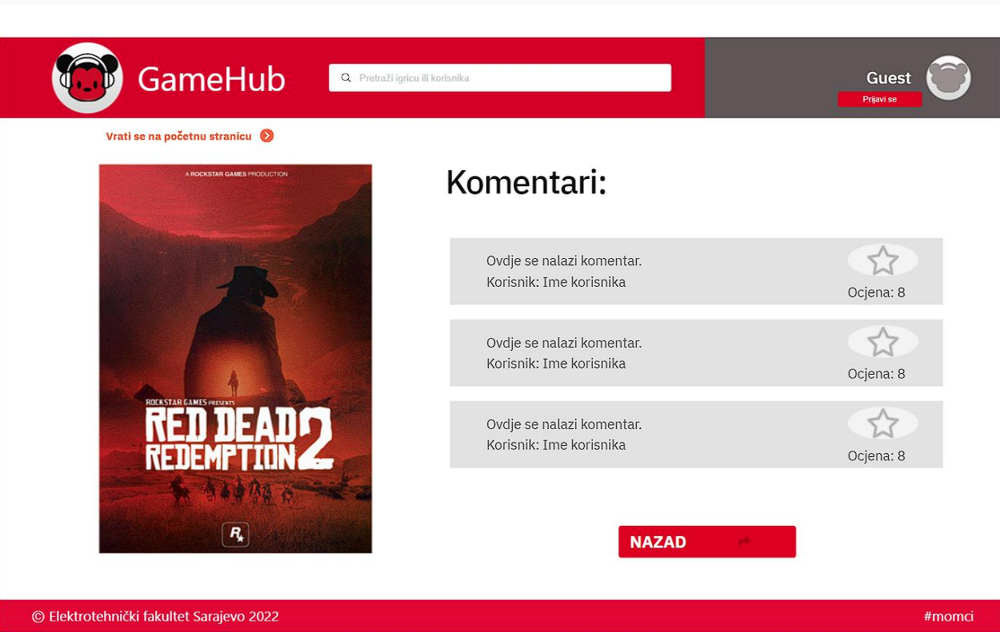 GameHub
Pretraži igricu ili korisnika
Guest
Prijavi se
Vrati se na početnu stranicu
A ROCKSTAR GAMES PRODUCTION
ROCKSTAR GAMES PRESENTS
RED DEAD
REDEMPTION 2
R
Komentari:
Ovdje se nalazi komentar.
Korisnik: Ime korisnika
Ocjena: 8
Ovdje se nalazi komentar.
Korisnik: Ime korisnika
Ocjena: 8
Ovdje se nalazi komentar.
Korisnik: Ime korisnika
Ocjena: 8
NAZAD
© Elektrotehnički fakultet Sarajevo 2022
#momci